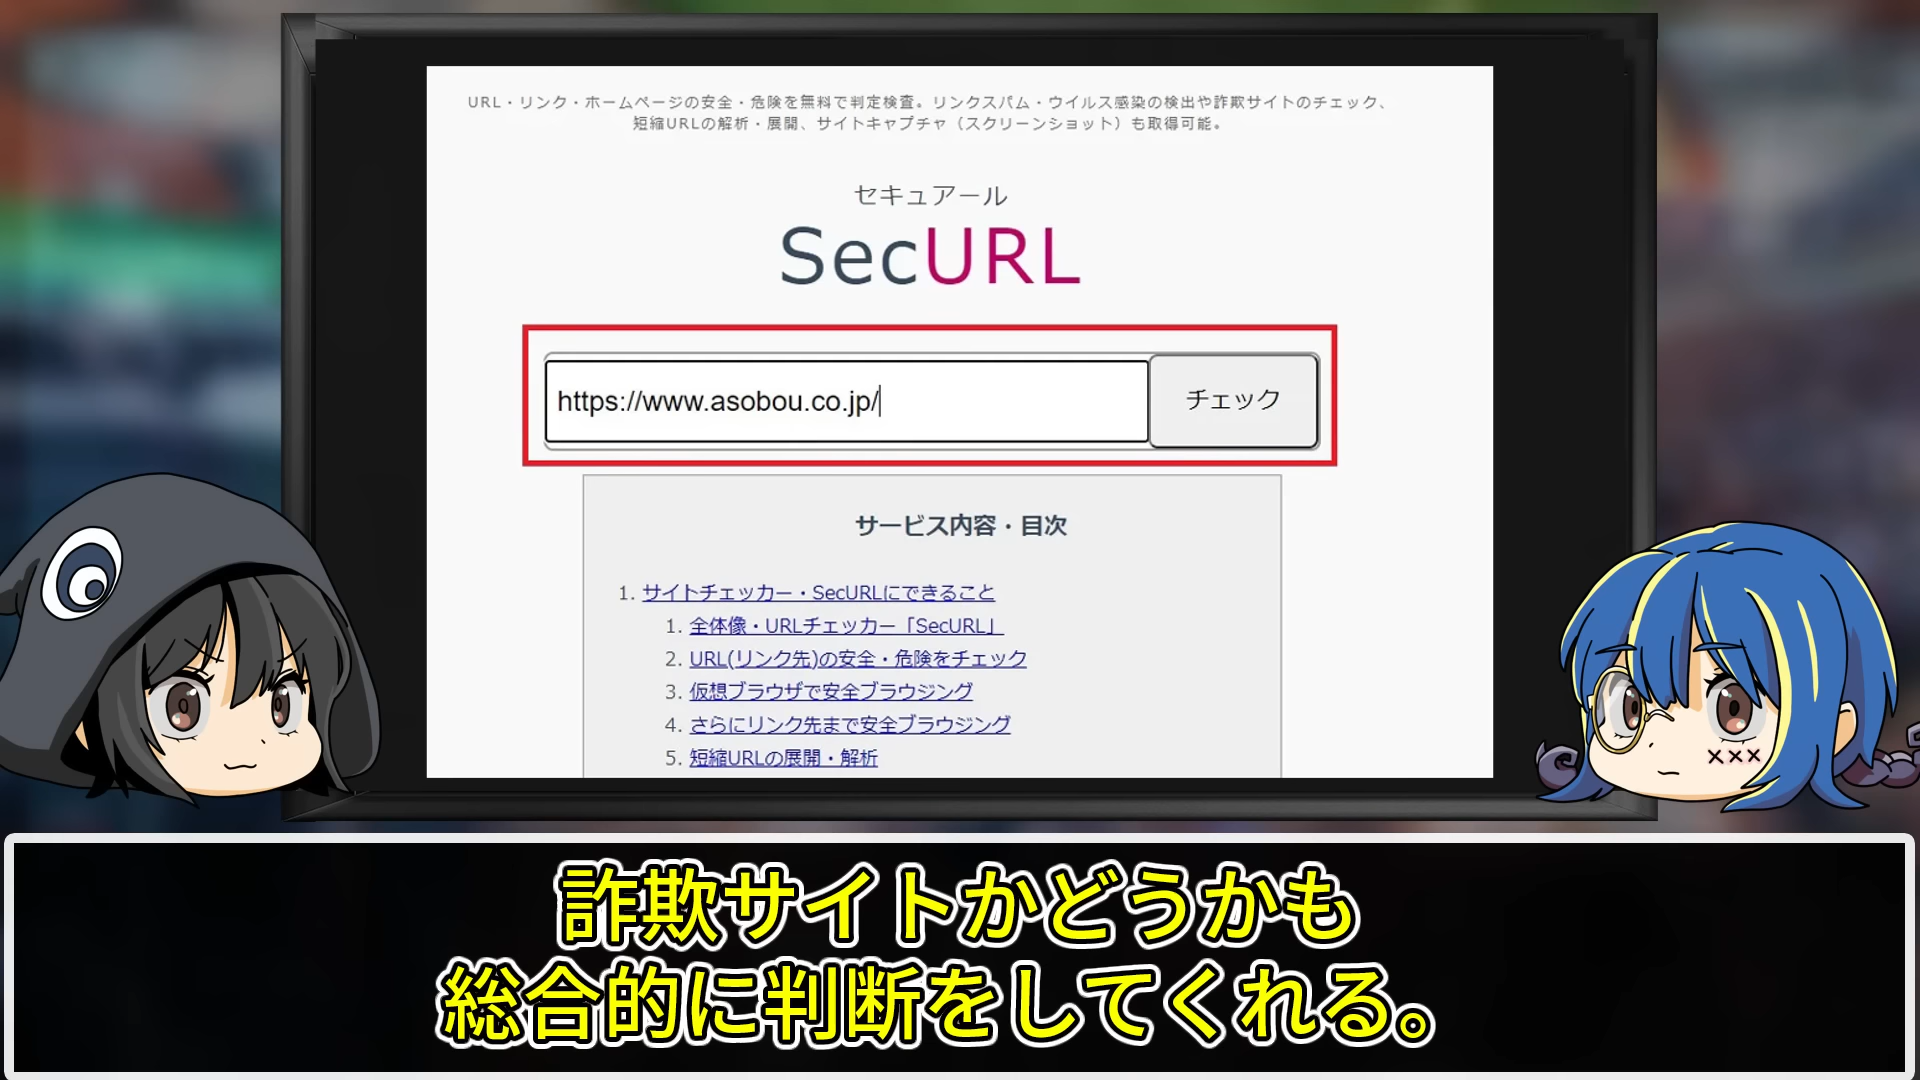 URL・リンク・ホームページの安全・危険を無料で判定検査。リンクスパム・ウイルス感染の検出や詐欺サイトのチェック、
短縮URLの解析・展開、サイトキャプチャ（スクリーンショット）も取得可能。
セキュアール
SecURL
https://www.asobou.co.jp/
チェック
サービス内容・目次
1. サイトチェッカー・SecURLにできること
1. 全体像・URLチェッカー「SecURL」
2. URL(リンク先)の安全・危険をチェック
3. 仮想ブラウザで安全ブラウジング
4. さらにリンク先まで安全ブラウジング
5. 短縮URLの展開・解析
×××
詐欺サイトかどうかも
総合的に判断をしてくれる。